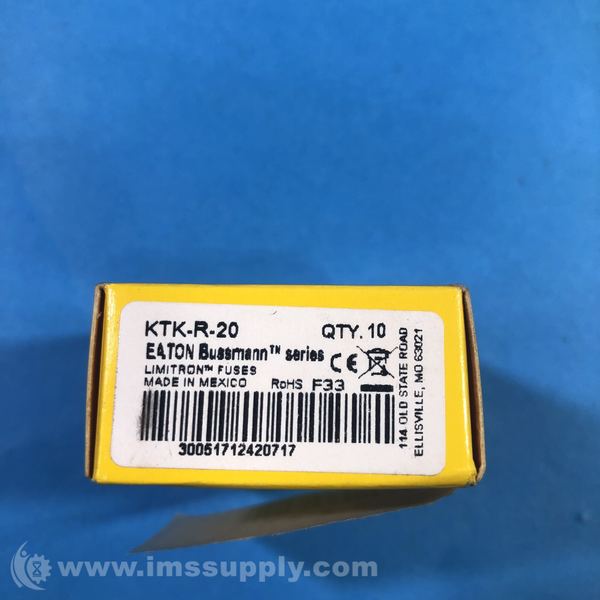 KTK-R-20 QTY. 10
EATON Bussmann™ series
LIMITRON™ FUSES
MADE IN MEXICO RoHS F33
CE
30051712420717
114 OLD STATE ROAD
ELLISVILLE, MO 63021
www.imssupply.com